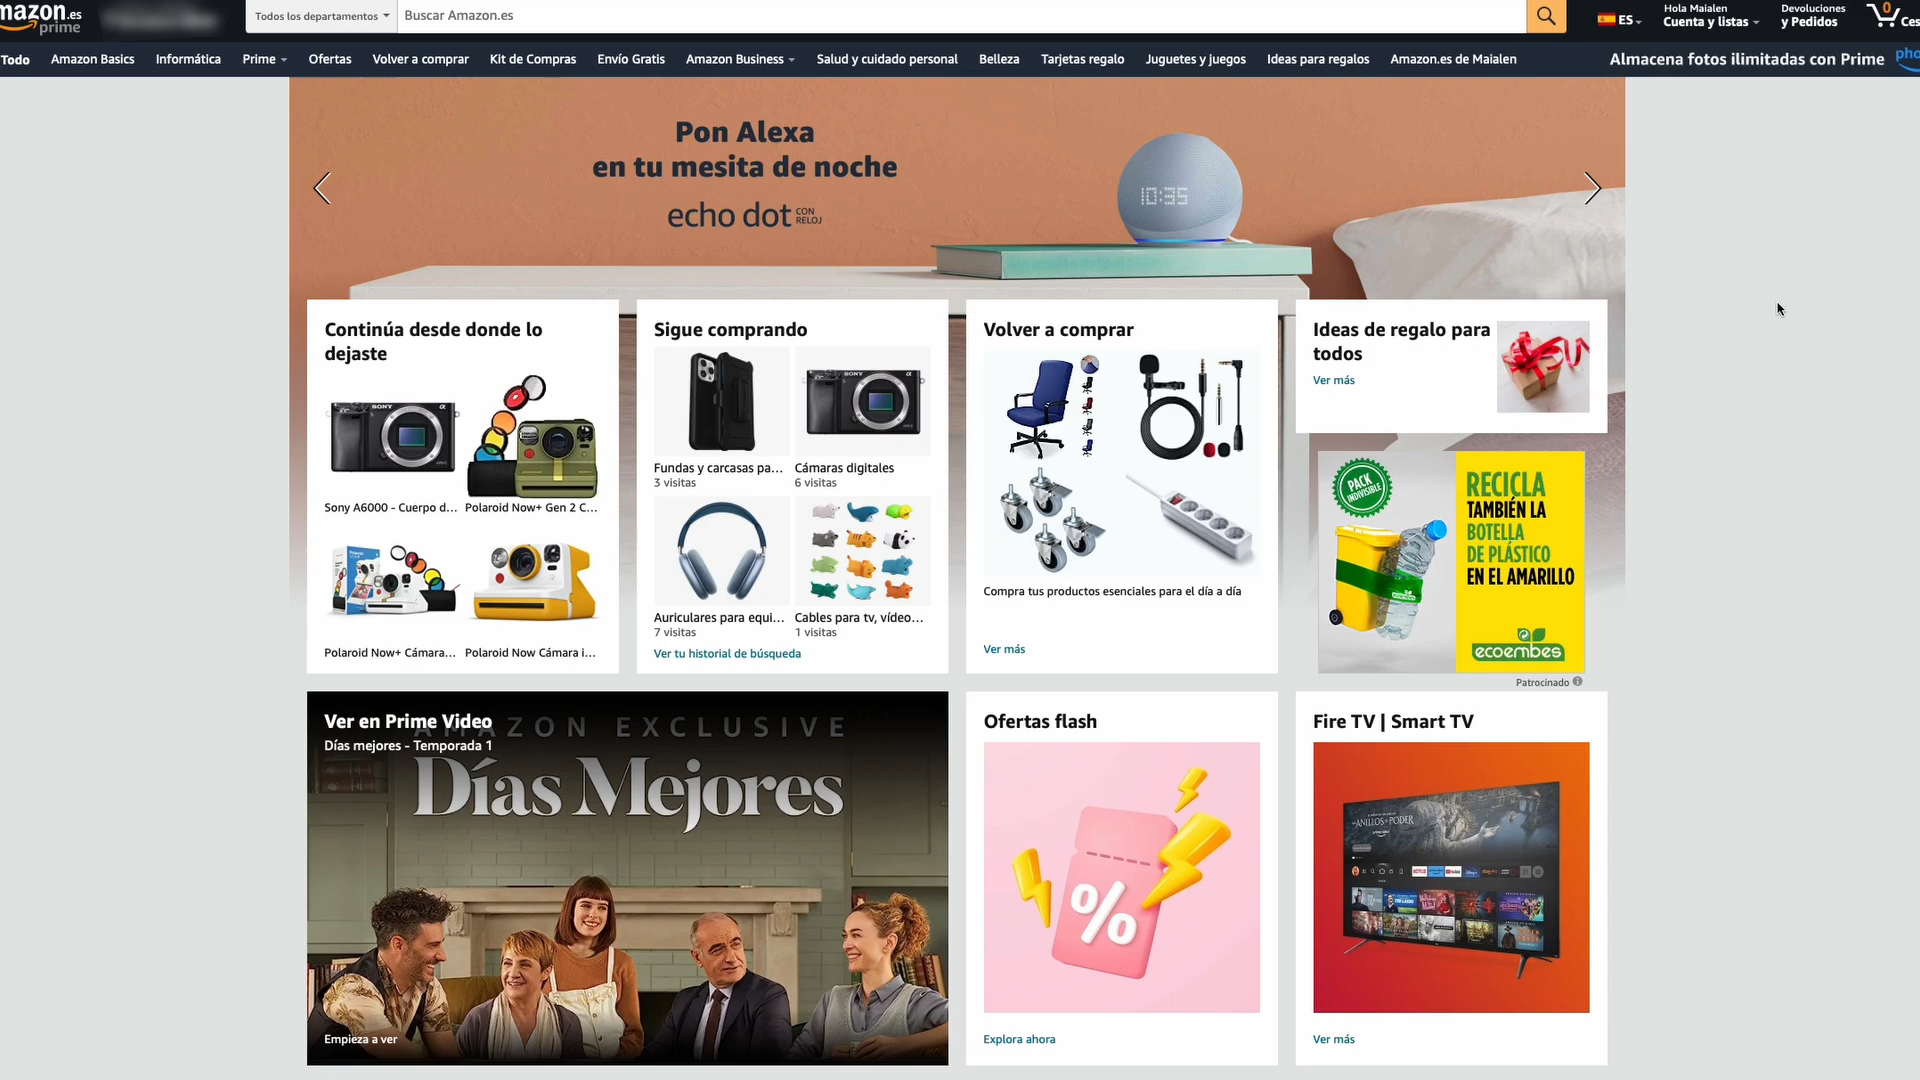 mazon.es
prime
Todos los departamentos
Buscar Amazon.es
ES
Hola Maialen
Cuenta y listas
Devoluciones
y Pedidos
0
Ces
Todo
Amazon Basics
Informática
Prime
Ofertas
Volver a comprar
Kit de Compras
Envío Gratis
Amazon Business
Salud y cuidado personal
Belleza
Tarjetas regalo
Juguetes y juegos
Ideas para regalos
Amazon.es de Maialen
Almacena fotos ilimitadas con Prime
pho
Pon Alexa
en tu mesita de noche
echo dot CON RELOJ
10:35
Continúa desde donde lo
dejaste
SONY
Sony A6000 - Cuerpo d...
Polaroid Now+ Gen 2 C...
Polaroid Now+ Cámara...
Polaroid Now Cámara i...
Sigue comprando
SONY
Fundas y carcasas pa...
3 visitas
Cámaras digitales
6 visitas
Auriculares para equi...
7 visitas
Cables para tv, vídeo...
1 visitas
Ver tu historial de búsqueda
Volver a comprar
Compra tus productos esenciales para el día a día
Ver más
Ideas de regalo para
todos
Ver más
PACK
INDIVISIBLE
RECICLA
TAMBIÉN LA
BOTELLA
DE PLÁSTICO
EN EL AMARILLO
ecoembes
Patrocinado
Ver en Prime Video
AMAZON EXCLUSIVE
Días mejores - Temporada 1
Días Mejores
Empieza a ver
Ofertas flash
%
Explora ahora
Fire TV | Smart TV
ANILLOS DE PODER
Ver más